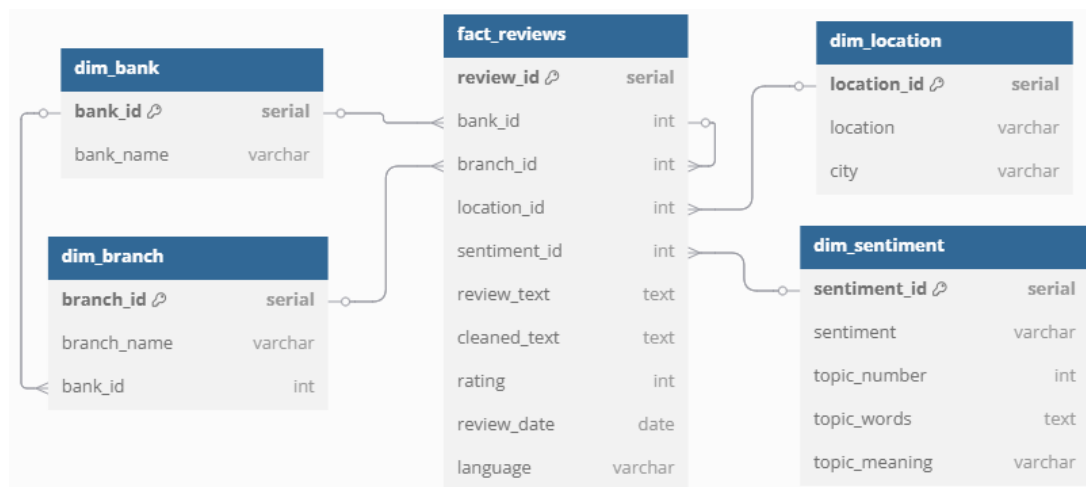 dim_bank
bank_id serial
bank_name varchar
dim_branch
branch_id serial
branch_name varchar
bank_id int
fact_reviews
review_id serial
bank_id int
branch_id int
location_id int
sentiment_id int
review_text text
cleaned_text text
rating int
review_date date
language varchar
dim_location
location_id serial
location varchar
city varchar
dim_sentiment
sentiment_id serial
sentiment varchar
topic_number int
topic_words text
topic_meaning varchar